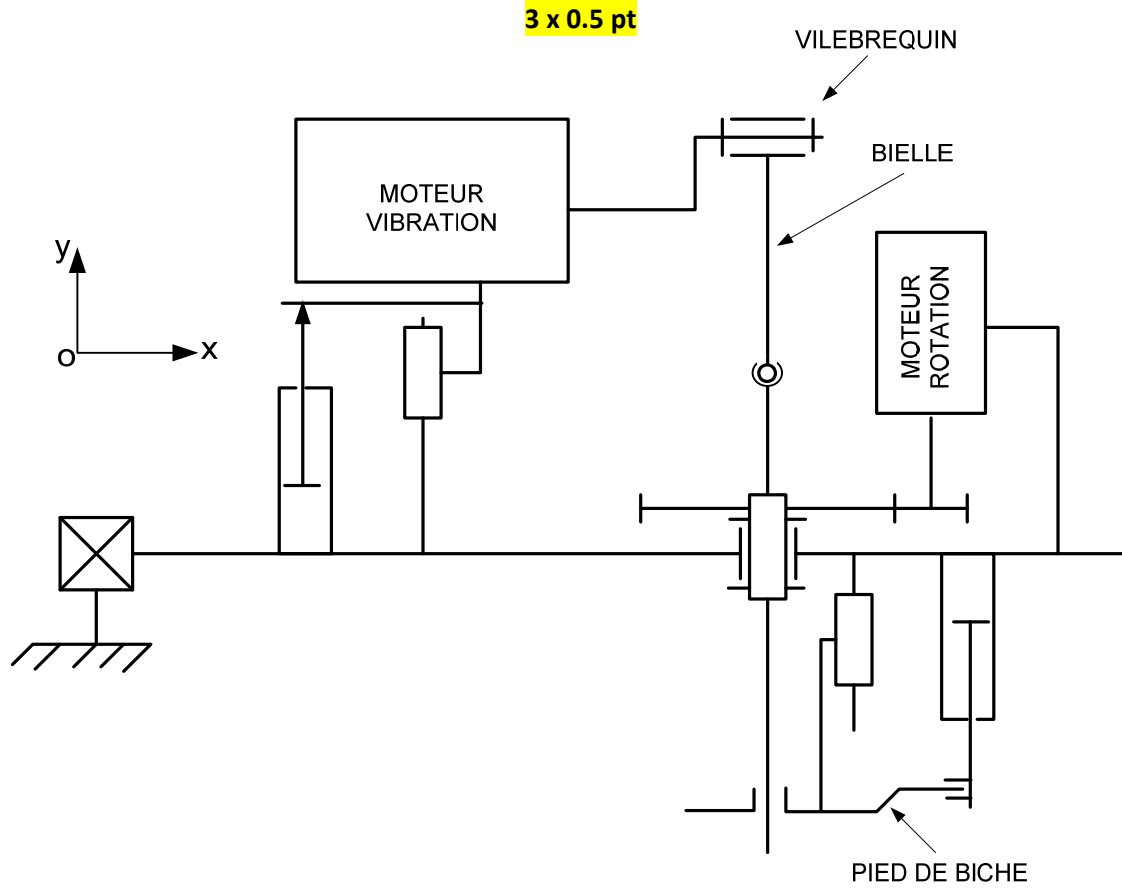 3 x 0.5 pt
VILEBREQUIN
BIELLE
MOTEUR
VIBRATION
y
o
x
MOTEUR
ROTATION
PIED DE BICHE